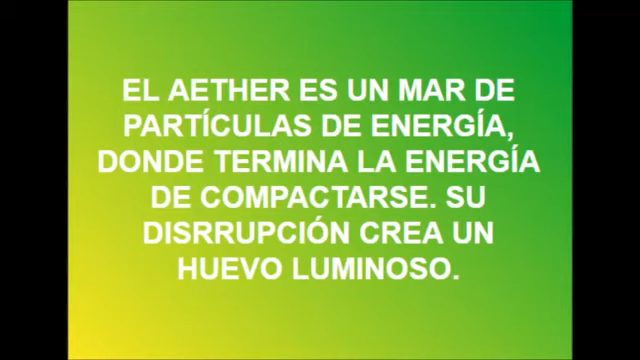 EL AETHER ES UN MAR DE
PARTÍCULAS DE ENERGÍA,
DONDE TERMINA LA ENERGÍA
DE COMPACTARSE. SU
DISRRUPCIÓN CREA UN
HUEVO LUMINOSO.